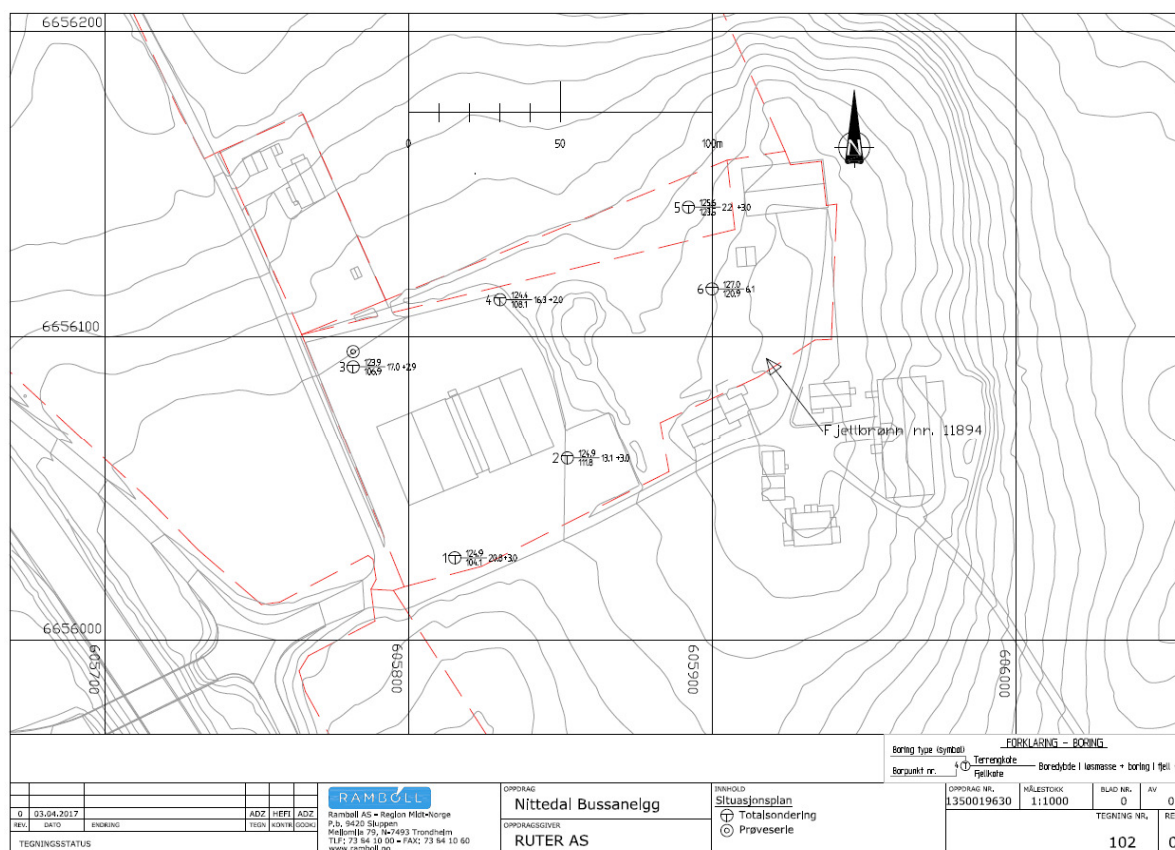 6656200
0
50
100m
N
5 125,5 2,2 +3,0
123,6
6 127,0 6,1
120,9
4 124,4 16,3 +2,0
108,1
6656100
3 123,9 17,0 +2,9
106,9
Fjellbrønn nr. 11894
2 124,9 13,1 +3,0
111,8
1 124,9 20,8 +3,0
104,1
6656000
605700
605800
605900
606000
FORKLARING - BORING
Boring type (symbol)
Borpunkt nr.
4 Terrengkote
Fjellkote
Boredybde i løsmasse + boring i fjell
0 03.04.2017 ADZ HEFI ADZ
REV. DATO ENDRING TEGN KONTR GODKJ
TEGNINGSSTATUS
RAMBOLL
Rambøll AS - Region Midt-Norge
P.b. 9420 Sluppen
Mellomila 79, N-7493 Trondheim
TLF: 73 84 10 00 - FAX: 73 84 10 60
www.ramboll.no
OPPDRAG
Nittedal Bussanelgg
OPPDRAGSGIVER
RUTER AS
INNHOLD
Situasjonsplan
Totalsondering
Prøveserie
OPPDRAG NR.
1350019630
MÅLESTOKK
1:1000
BLAD NR.
0
AV
0
TEGNING NR.
102